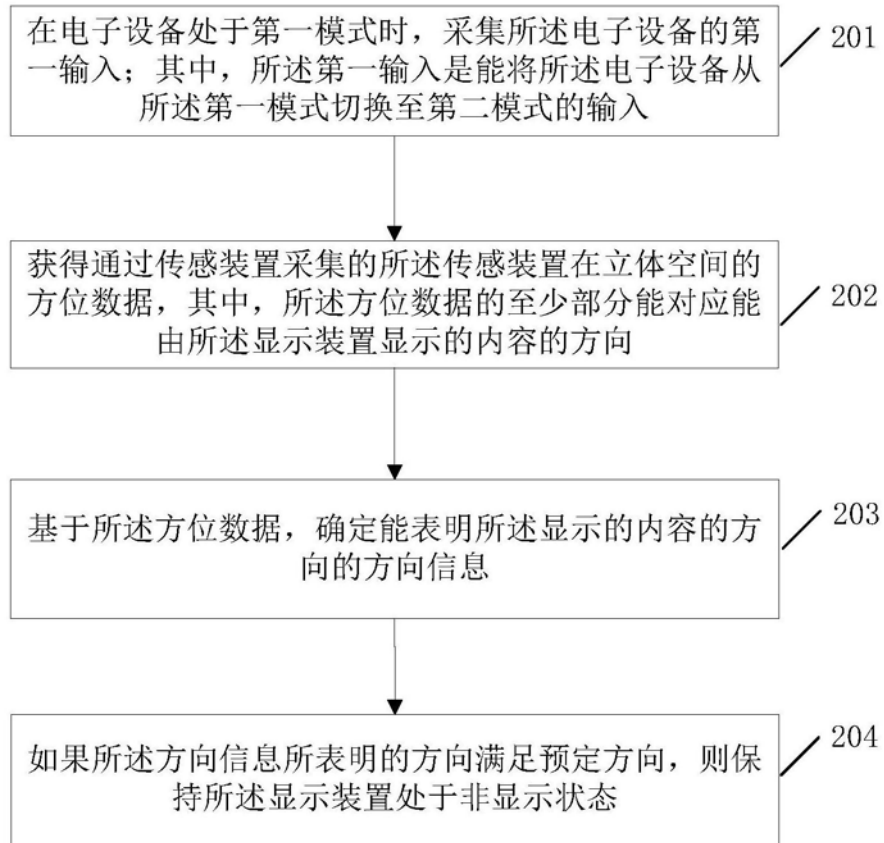 在电子设备处于第一模式时，采集所述电子设备的第
一输入；其中，所述第一输入是能将所述电子设备从
所述第一模式切换至第二模式的输入
201
获得通过传感装置采集的所述传感装置在立体空间的
方位数据，其中，所述方位数据的至少部分能对应能
由所述显示装置显示的内容的方向
202
基于所述方位数据，确定能表明所述显示的内容的方
向的方向信息
203
如果所述方向信息所表明的方向满足预定方向，则保
持所述显示装置处于非显示状态
204